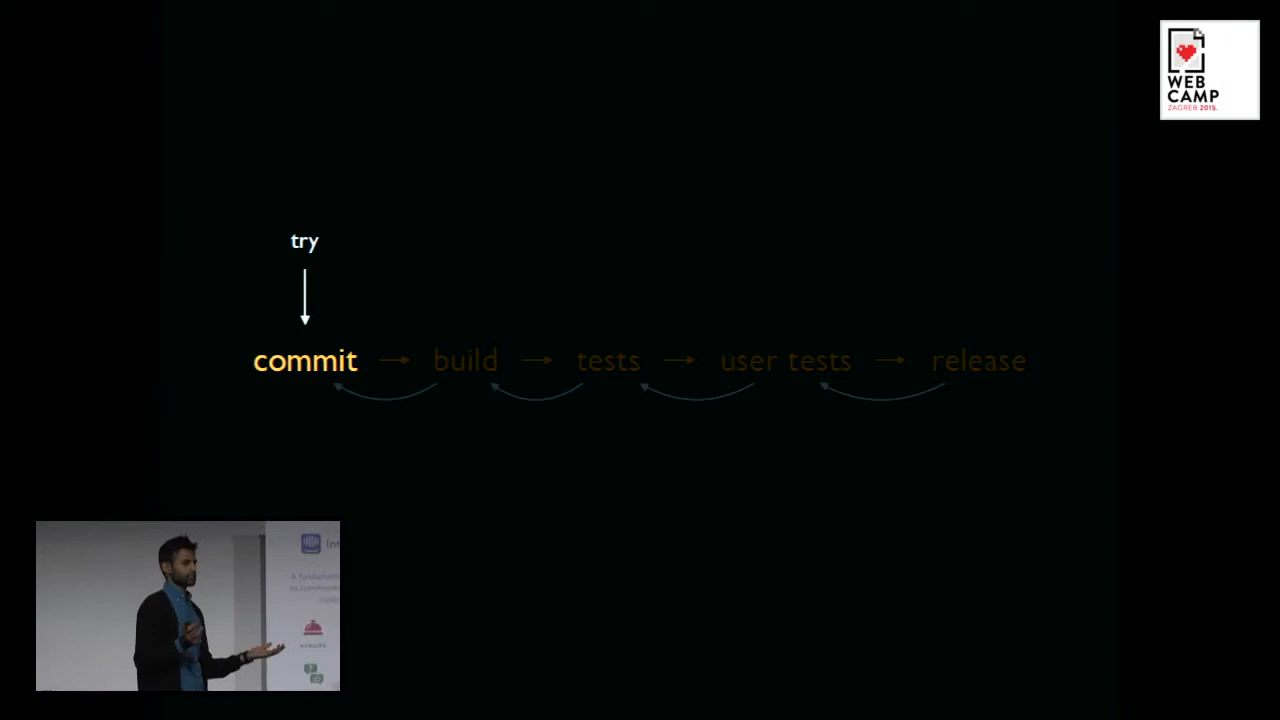 WEB
CAMP
ZAGREB 2015.
try
commit → build → tests → user tests → release